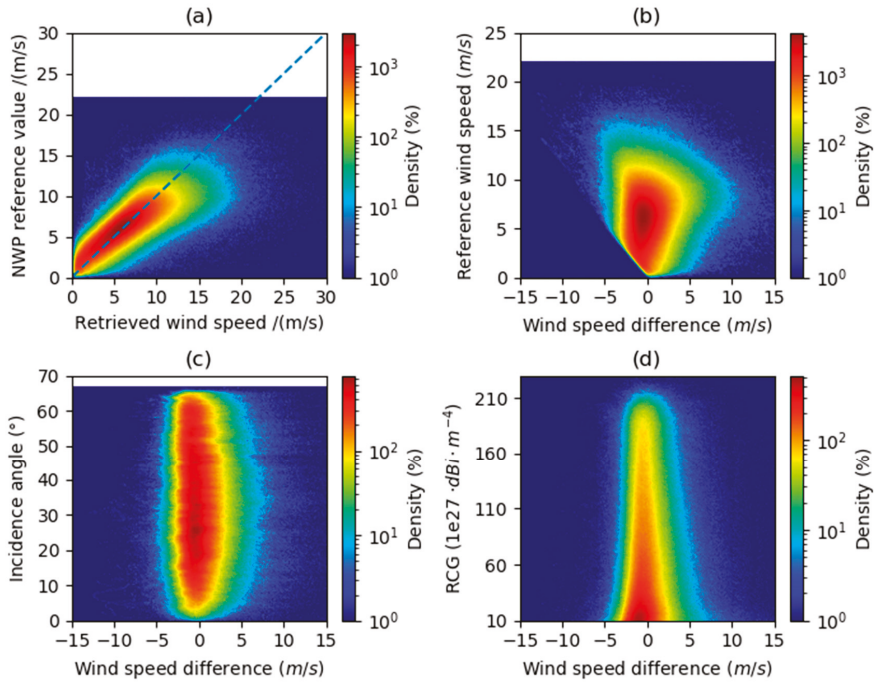 (a)
30
25
20
15
10
5
0
NWP reference value /(m/s)
0 5 10 15 20 25 30
Retrieved wind speed /(m/s)
10³
10²
10¹
10⁰
Density (%)
(b)
25
20
15
10
5
0
Reference wind speed (m/s)
−15 −10 −5 0 5 10 15
Wind speed difference (m/s)
10³
10²
10¹
10⁰
Density (%)
(c)
70
60
50
40
30
20
10
0
Incidence angle (°)
−15 −10 −5 0 5 10 15
Wind speed difference (m/s)
10²
10¹
10⁰
Density (%)
(d)
210
160
110
60
10
RCG (1e27 ·dBi·m⁻⁴)
−15 −10 −5 0 5 10 15
Wind speed difference (m/s)
10²
10¹
10⁰
Density (%)